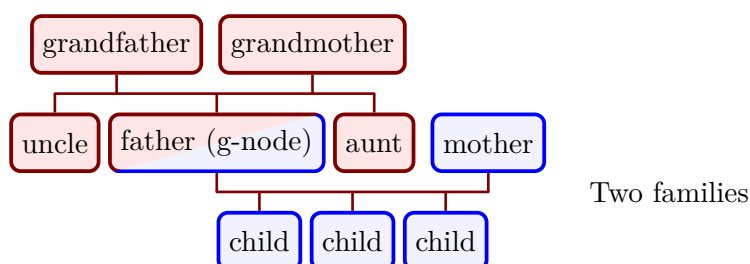 grandfather grandmother
uncle father (g-node) aunt mother
Two families
child child child